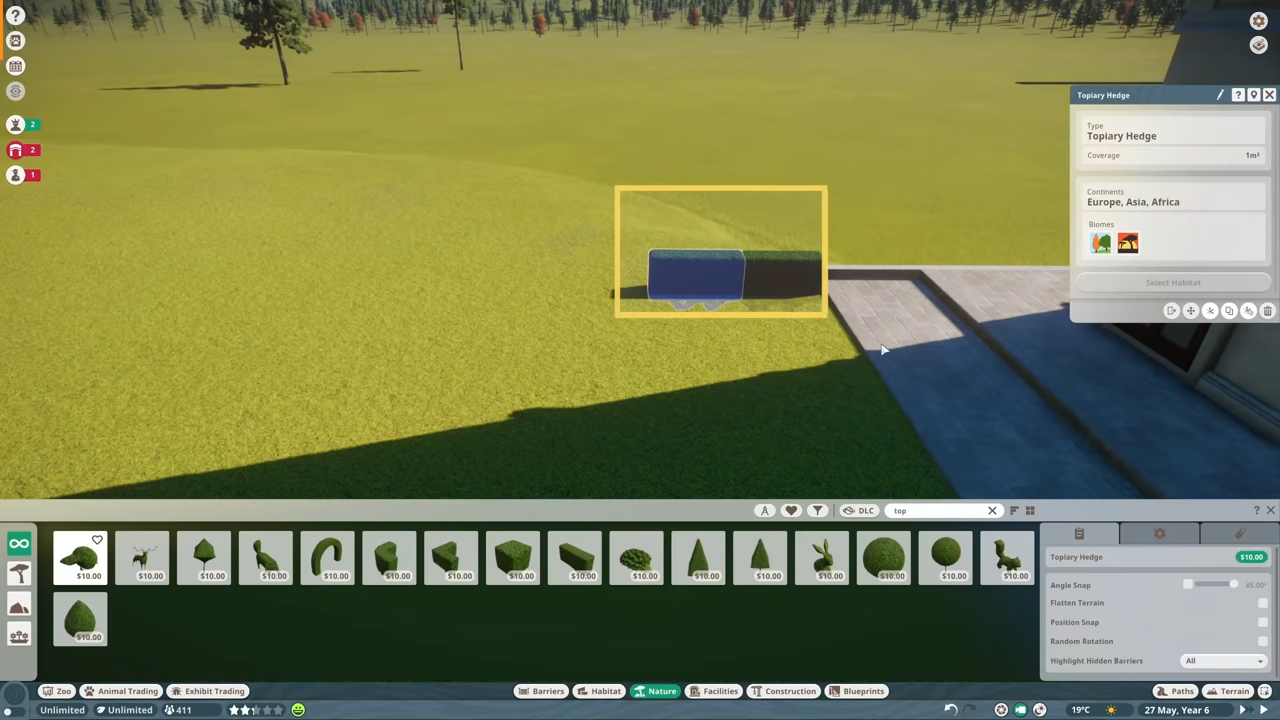 ?
2
2
1
Topiary Hedge
?
Type
Topiary Hedge
Coverage 1m²
Continents
Europe, Asia, Africa
Biomes
Select Habitat
DLC top
?
$10.00 $10.00 $10.00 $10.00 $10.00 $10.00 $10.00 $10.00 $10.00 $10.00 $10.00 $10.00 $10.00 $10.00 $10.00 $10.00
$10.00
Topiary Hedge $10.00
Angle Snap 45.00°
Flatten Terrain
Position Snap
Random Rotation
Highlight Hidden Barriers All
Zoo Animal Trading Exhibit Trading Barriers Habitat Nature Facilities Construction Blueprints Paths Terrain
Unlimited Unlimited 411 19°C 27 May, Year 6